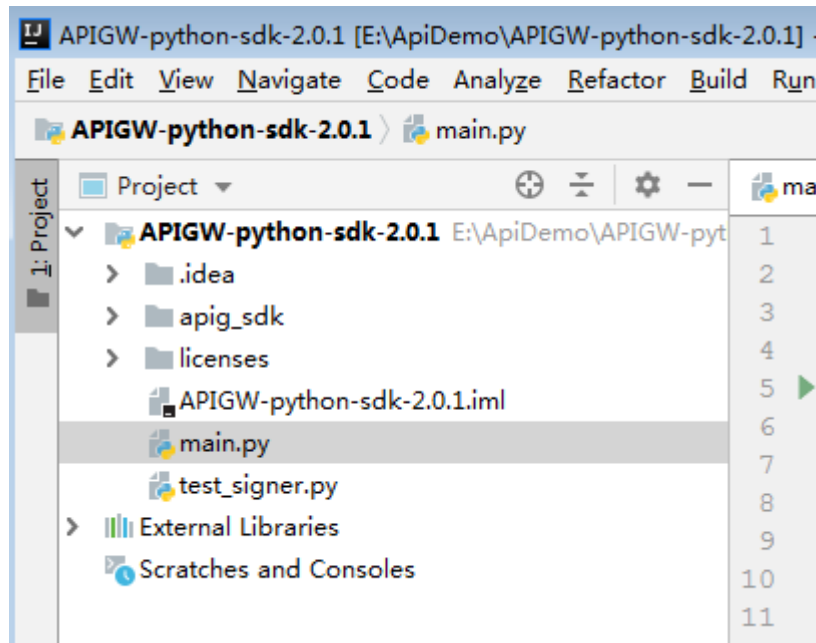 APIGW-python-sdk-2.0.1 [E:\ApiDemo\APIGW-python-sdk-2.0.1] -
File Edit View Navigate Code Analyze Refactor Build Run
APIGW-python-sdk-2.0.1 main.py
1: Project
Project
ma
APIGW-python-sdk-2.0.1 E:\ApiDemo\APIGW-pyt
.idea
apig_sdk
licenses
APIGW-python-sdk-2.0.1.iml
main.py
test_signer.py
External Libraries
Scratches and Consoles
1
2
3
4
5
6
7
8
9
10
11